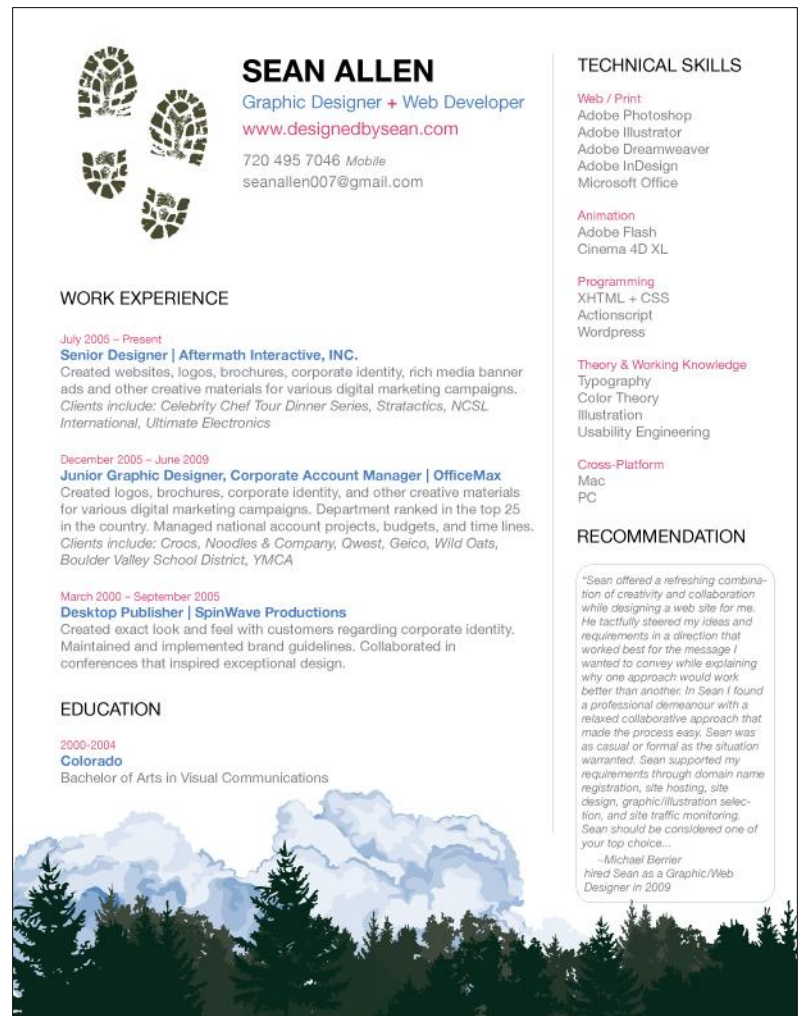 SEAN ALLEN
Graphic Designer + Web Developer
www.designedbysean.com
720 495 7046 Mobile
seanallen007@gmail.com
WORK EXPERIENCE
July 2005 – Present
Senior Designer | Aftermath Interactive, INC.
Created websites, logos, brochures, corporate identity, rich media banner
ads and other creative materials for various digital marketing campaigns.
Clients include: Celebrity Chef Tour Dinner Series, Stratactics, NCSL
International, Ultimate Electronics
December 2005 – June 2009
Junior Graphic Designer, Corporate Account Manager | OfficeMax
Created logos, brochures, corporate identity, and other creative materials
for various digital marketing campaigns. Department ranked in the top 25
in the country. Managed national account projects, budgets, and time lines.
Clients include: Crocs, Noodles & Company, Qwest, Geico, Wild Oats,
Boulder Valley School District, YMCA
March 2000 – September 2005
Desktop Publisher | SpinWave Productions
Created exact look and feel with customers regarding corporate identity.
Maintained and implemented brand guidelines. Collaborated in
conferences that inspired exceptional design.
EDUCATION
2000-2004
Colorado
Bachelor of Arts in Visual Communications
TECHNICAL SKILLS
Web / Print
Adobe Photoshop
Adobe Illustrator
Adobe Dreamweaver
Adobe InDesign
Microsoft Office
Animation
Adobe Flash
Cinema 4D XL
Programming
XHTML + CSS
Actionscript
Wordpress
Theory & Working Knowledge
Typography
Color Theory
Illustration
Usability Engineering
Cross-Platform
Mac
PC
RECOMMENDATION
"Sean offered a refreshing combina-
tion of creativity and collaboration
while designing a web site for me.
He tactfully steered my ideas and
requirements in a direction that
worked best for the message I
wanted to convey while explaining
why one approach would work
better than another. In Sean I found
a professional demeanour with a
relaxed collaborative approach that
made the process easy. Sean was
as casual or formal as the situation
warranted. Sean supported my
requirements through domain name
registration, site hosting, site
design, graphic/illustration selec-
tion, and site traffic monitoring.
Sean should be considered one of
your top choice...
~Michael Berrier
hired Sean as a Graphic/Web
Designer in 2009